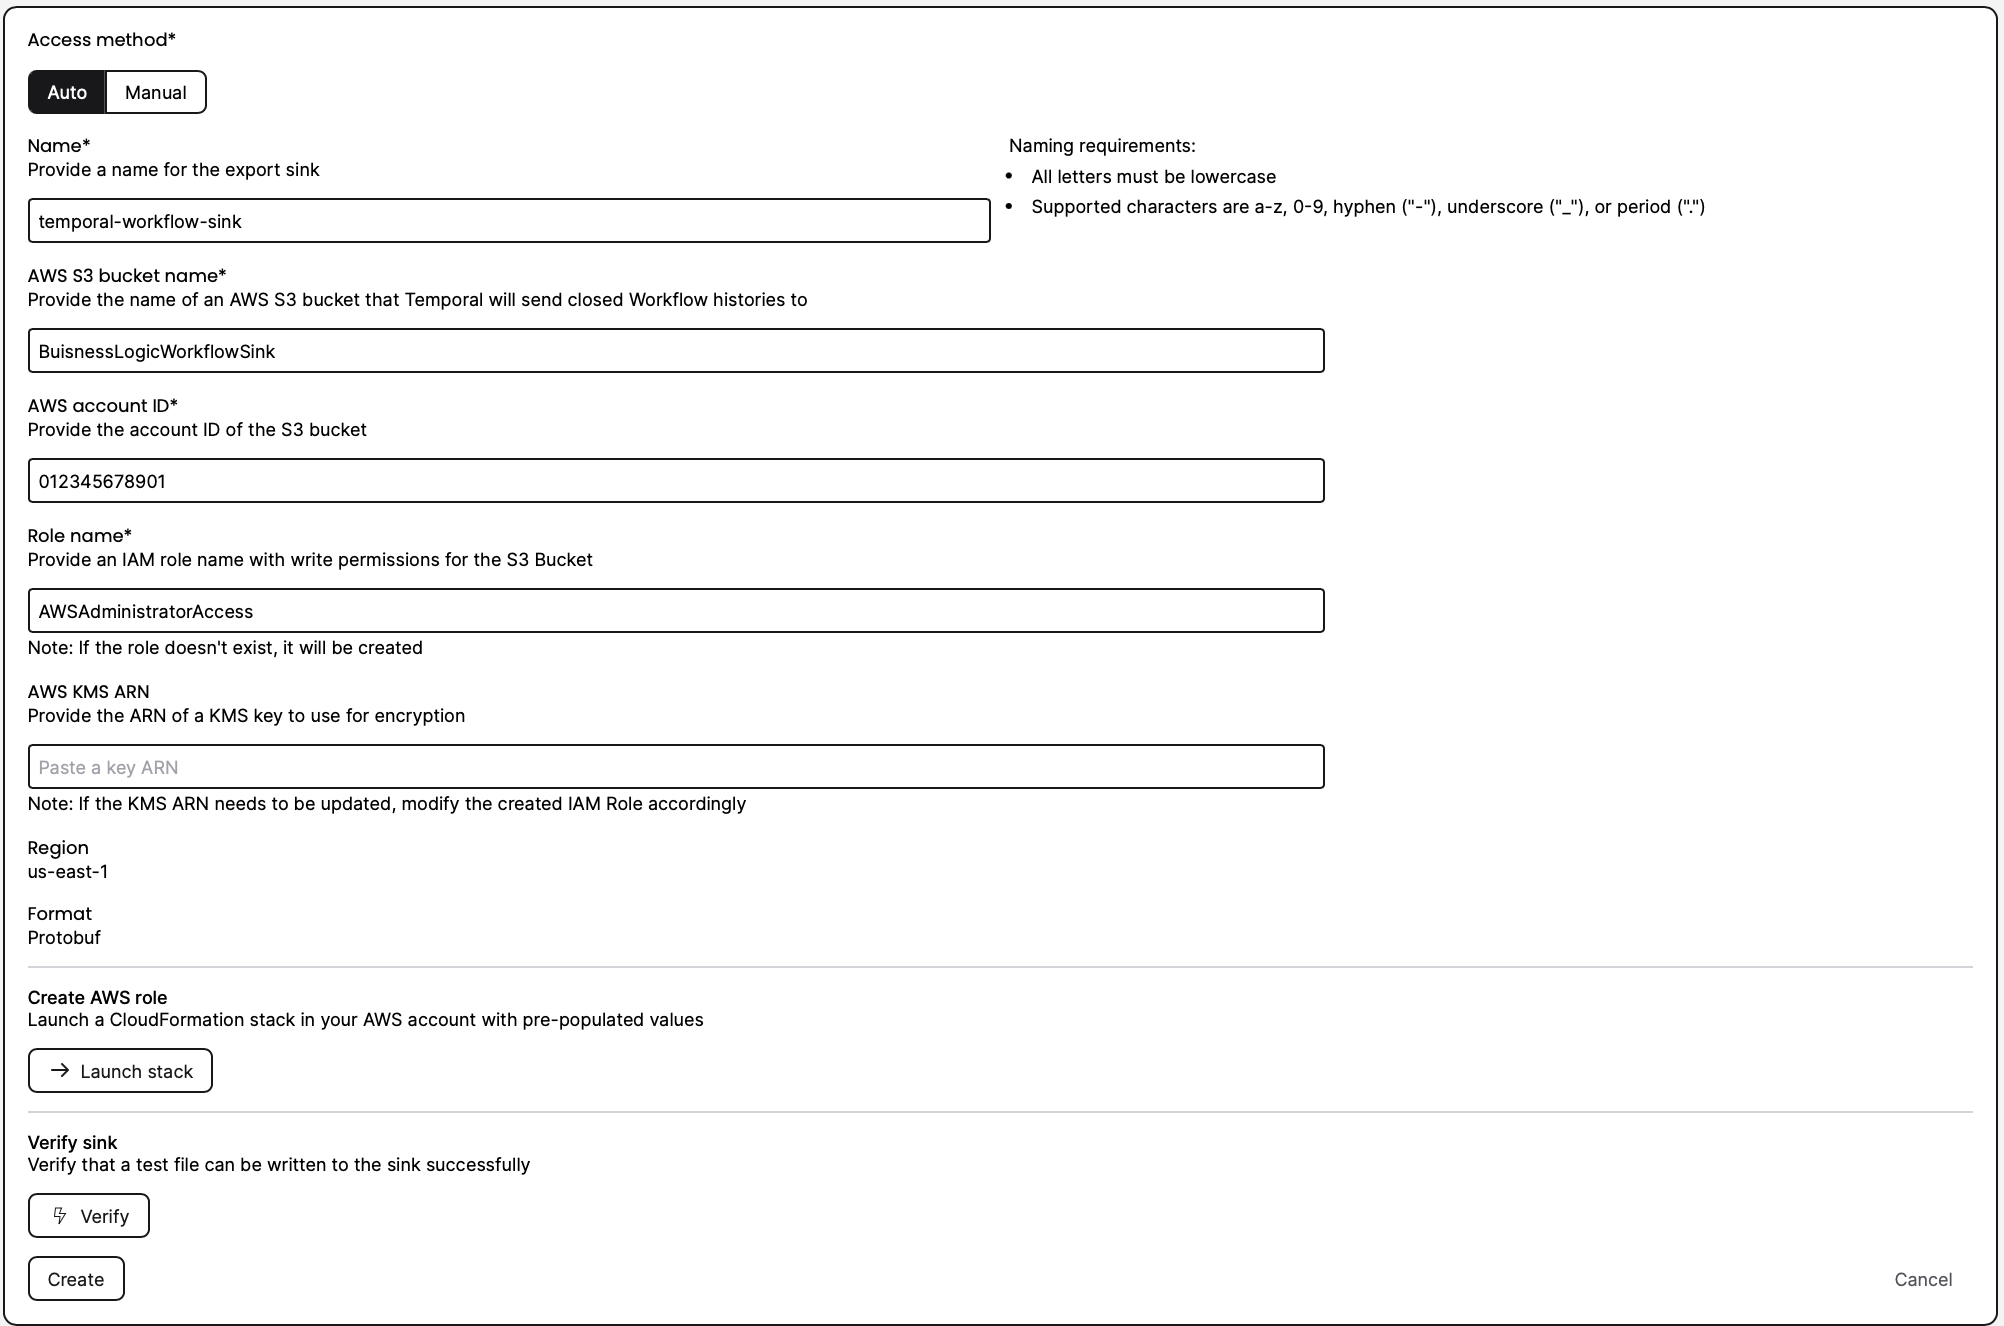 Access method*
Auto
Manual
Name*
Provide a name for the export sink
temporal-workflow-sink
Naming requirements:
• All letters must be lowercase
• Supported characters are a-z, 0-9, hyphen ("-"), underscore ("_"), or period (".")
AWS S3 bucket name*
Provide the name of an AWS S3 bucket that Temporal will send closed Workflow histories to
BuisnessLogicWorkflowSink
AWS account ID*
Provide the account ID of the S3 bucket
012345678901
Role name*
Provide an IAM role name with write permissions for the S3 Bucket
AWSAdministratorAccess
Note: If the role doesn't exist, it will be created
AWS KMS ARN
Provide the ARN of a KMS key to use for encryption
Paste a key ARN
Note: If the KMS ARN needs to be updated, modify the created IAM Role accordingly
Region
us-east-1
Format
Protobuf
Create AWS role
Launch a CloudFormation stack in your AWS account with pre-populated values
Launch stack
Verify sink
Verify that a test file can be written to the sink successfully
Verify
Create
Cancel